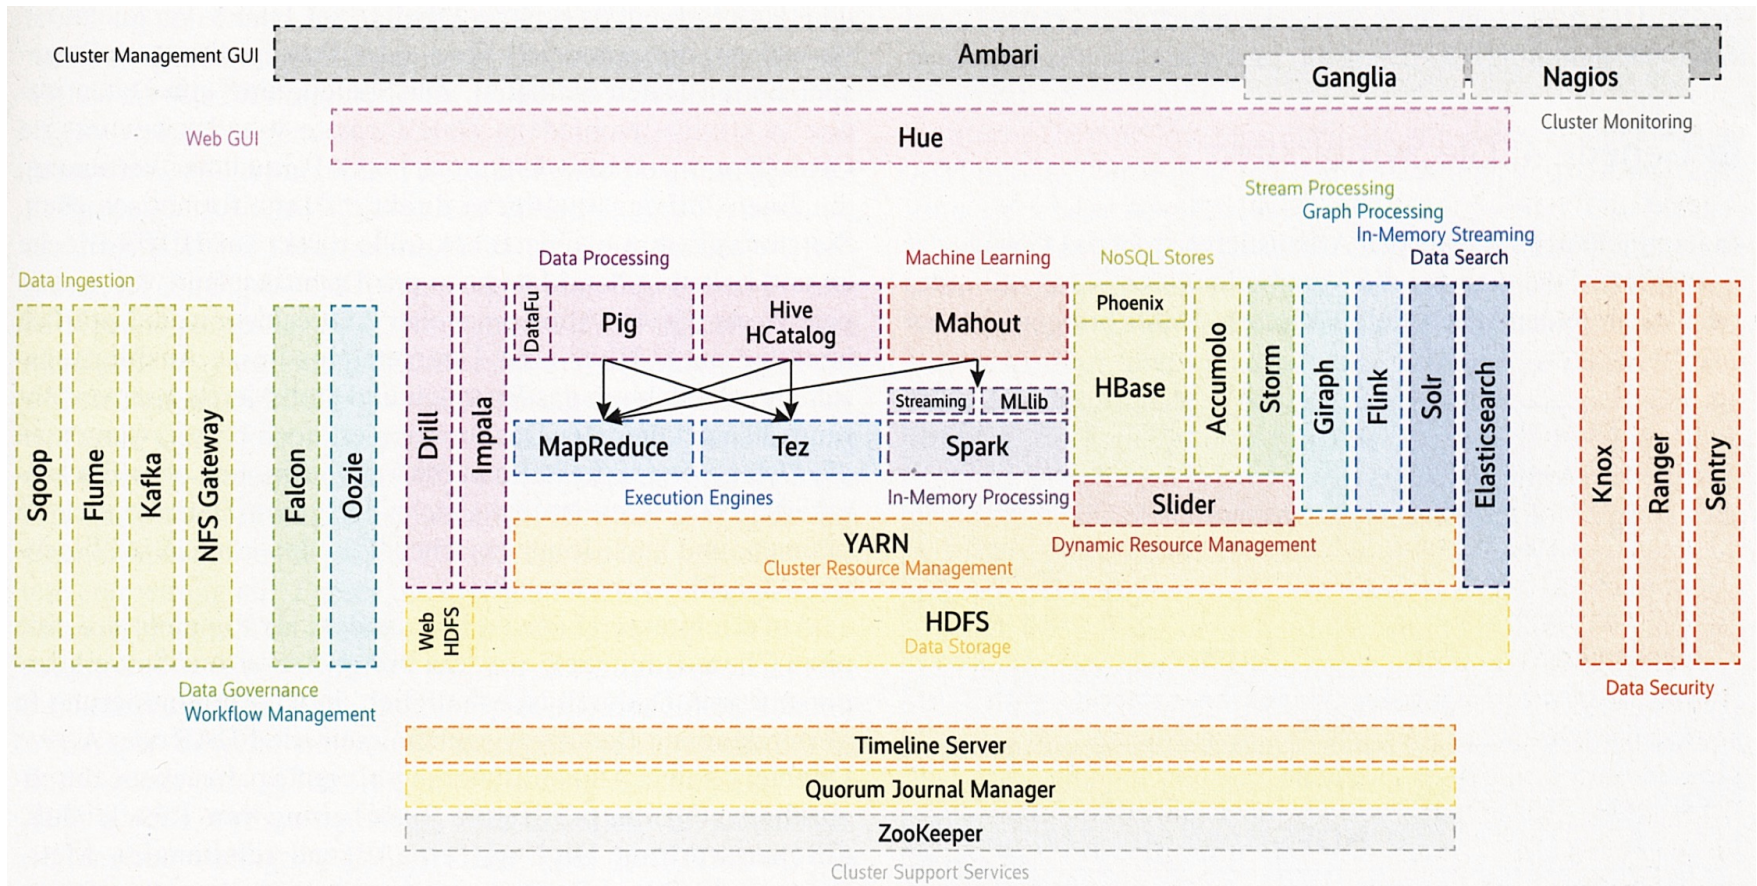 Cluster Management GUI
Ambari
Ganglia
Nagios
Cluster Monitoring
Web GUI
Hue
Stream Processing
Graph Processing
In-Memory Streaming
Data Search
Data Processing
Machine Learning
NoSQL Stores
Data Ingestion
Sqoop
Flume
Kafka
NFS Gateway
Falcon
Oozie
Drill
Impala
DataFu
Pig
Hive
HCatalog
Mahout
Phoenix
HBase
Accumulo
Storm
Giraph
Flink
Solr
Elasticsearch
Knox
Ranger
Sentry
Streaming
MLlib
MapReduce
Tez
Spark
Execution Engines
In-Memory Processing
Slider
YARN
Dynamic Resource Management
Cluster Resource Management
Web
HDFS
HDFS
Data Storage
Data Governance
Workflow Management
Data Security
Timeline Server
Quorum Journal Manager
ZooKeeper
Cluster Support Services